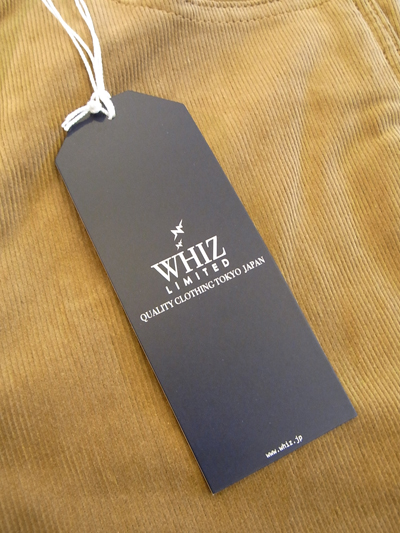 WHIZ
LIMITED
QUALITY CLOTHING TOKYO JAPAN
www.whiz.jp